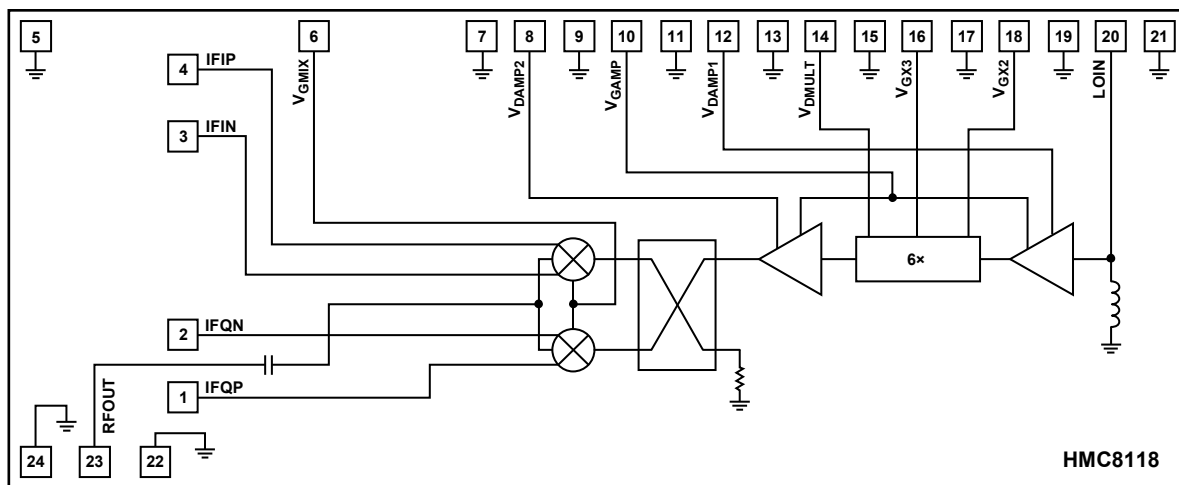 5
6
7
8
9
10
11
12
13
14
15
16
17
18
19
20
21
4
IFIP
VGMIX
VDAMP2
VGAMP
VDAMP1
VDMULT
VGX3
VGX2
LOIN
3
IFIN
6×
2
IFQN
1
IFQP
RFOUT
24
23
22
HMC8118